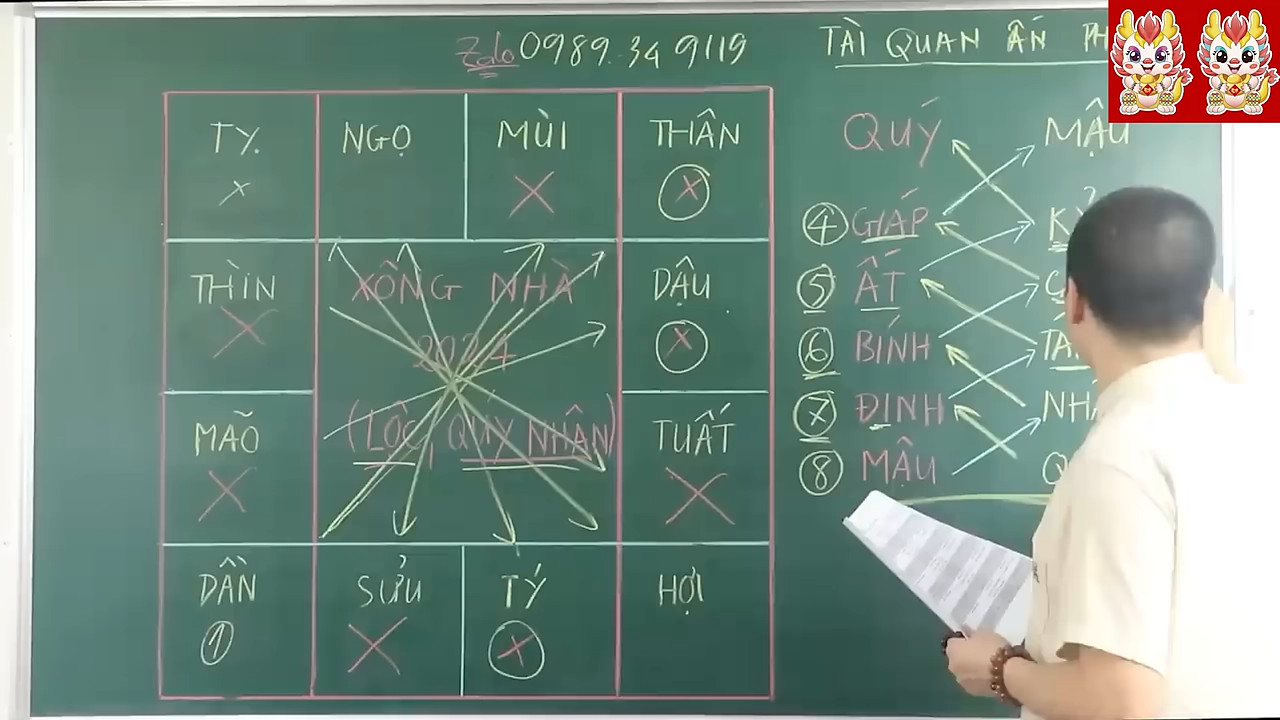 Zalo 0989.34 9119
TÀI QUAN ẤN
TỴ. NGỌ MÙI THÂN
THÌN DẬU
XÔNG NHÀ
2024
(LỘC, QUÝ NHÂN)
MÃO TUẤT
DẦN SỬU TÝ HỢI
1
QUÝ MẬU
4 GIÁP
5 ẤT
6 BÍNH
7 ĐINH
8 MẬU